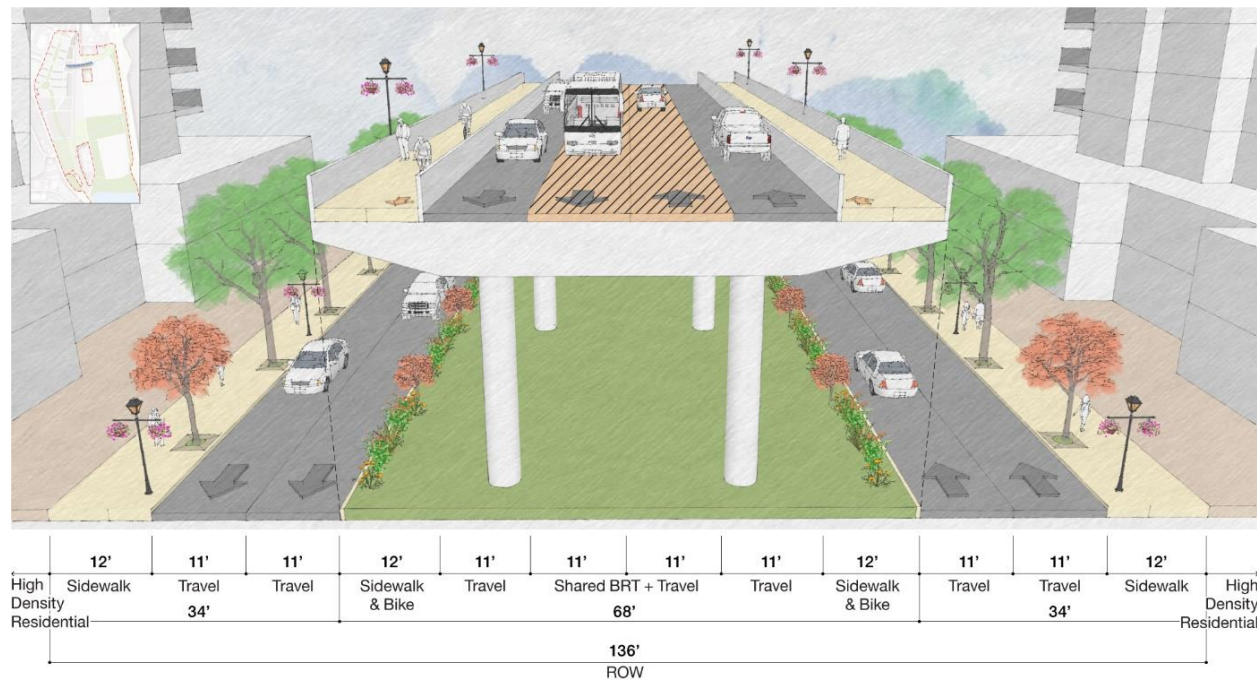 12' 11' 11' 12' 11' 11' 11' 11' 12' 11' 11' 12'
High Density Residential
Sidewalk
Travel
Travel
Sidewalk & Bike
Travel
Shared BRT + Travel
Travel
Sidewalk & Bike
Travel
Travel
Sidewalk
High Density Residential
34' 68' 34'
136'
ROW